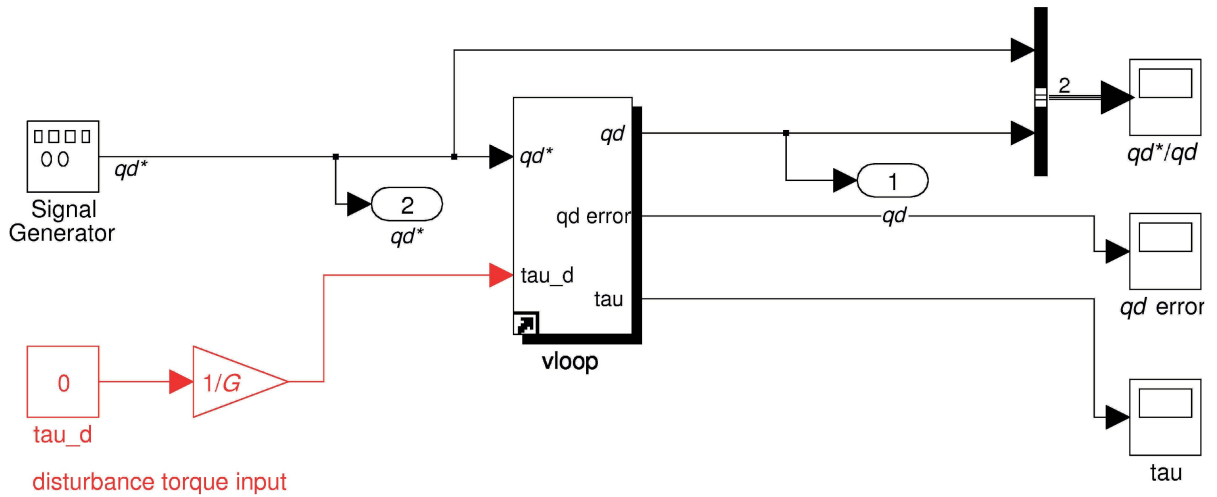 2
qd*/qd
qd*
Signal
Generator
2
qd*
qd*
qd
qd error
tau_d
tau
vloop
1
qd
qd error
0
tau_d
1/G
tau
disturbance torque input